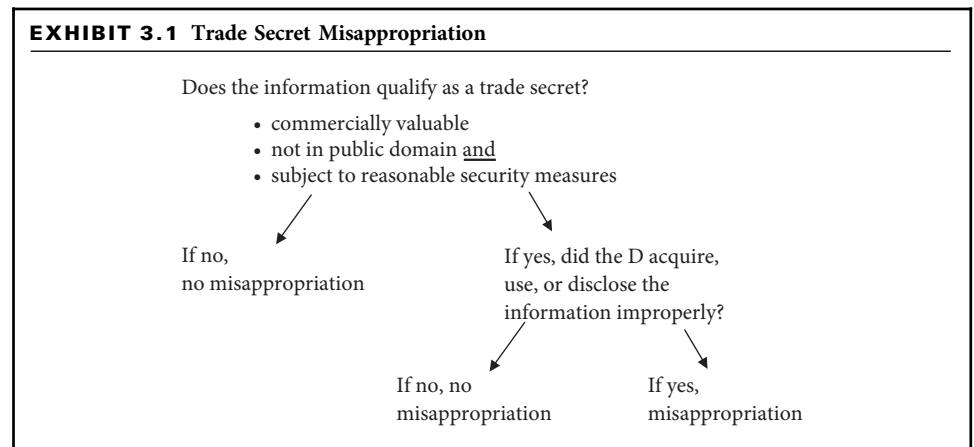 EXHIBIT 3.1 Trade Secret Misappropriation
Does the information qualify as a trade secret?
• commercially valuable
• not in public domain and
• subject to reasonable security measures
If no,
no misappropriation
If yes, did the D acquire,
use, or disclose the
information improperly?
If no, no
misappropriation
If yes,
misappropriation